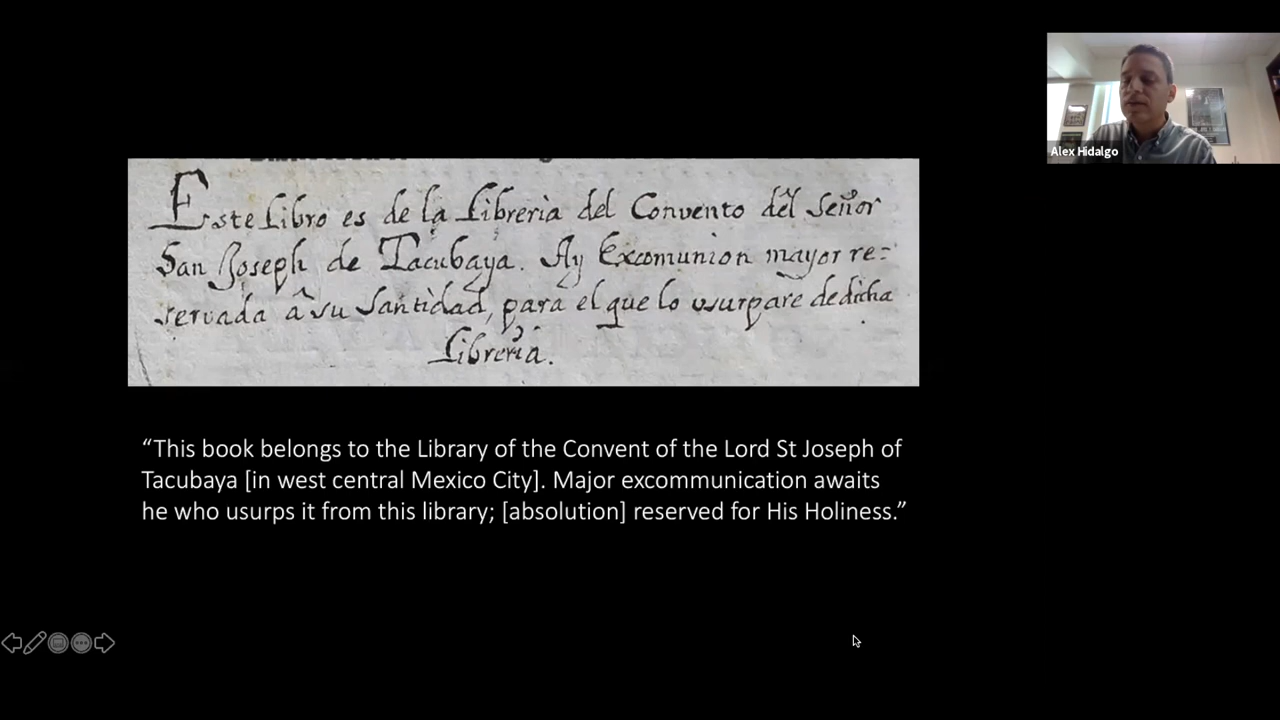 Alex Hidalgo
Este Libro es de la Libreria del Convento del Señor
San Joseph de Tacubaya. Ay Excomunion mayor re=
servada â su Santidad, para el que lo usurpare de dicha
Libreria.
“This book belongs to the Library of the Convent of the Lord St Joseph of
Tacubaya [in west central Mexico City]. Major excommunication awaits
he who usurps it from this library; [absolution] reserved for His Holiness.”